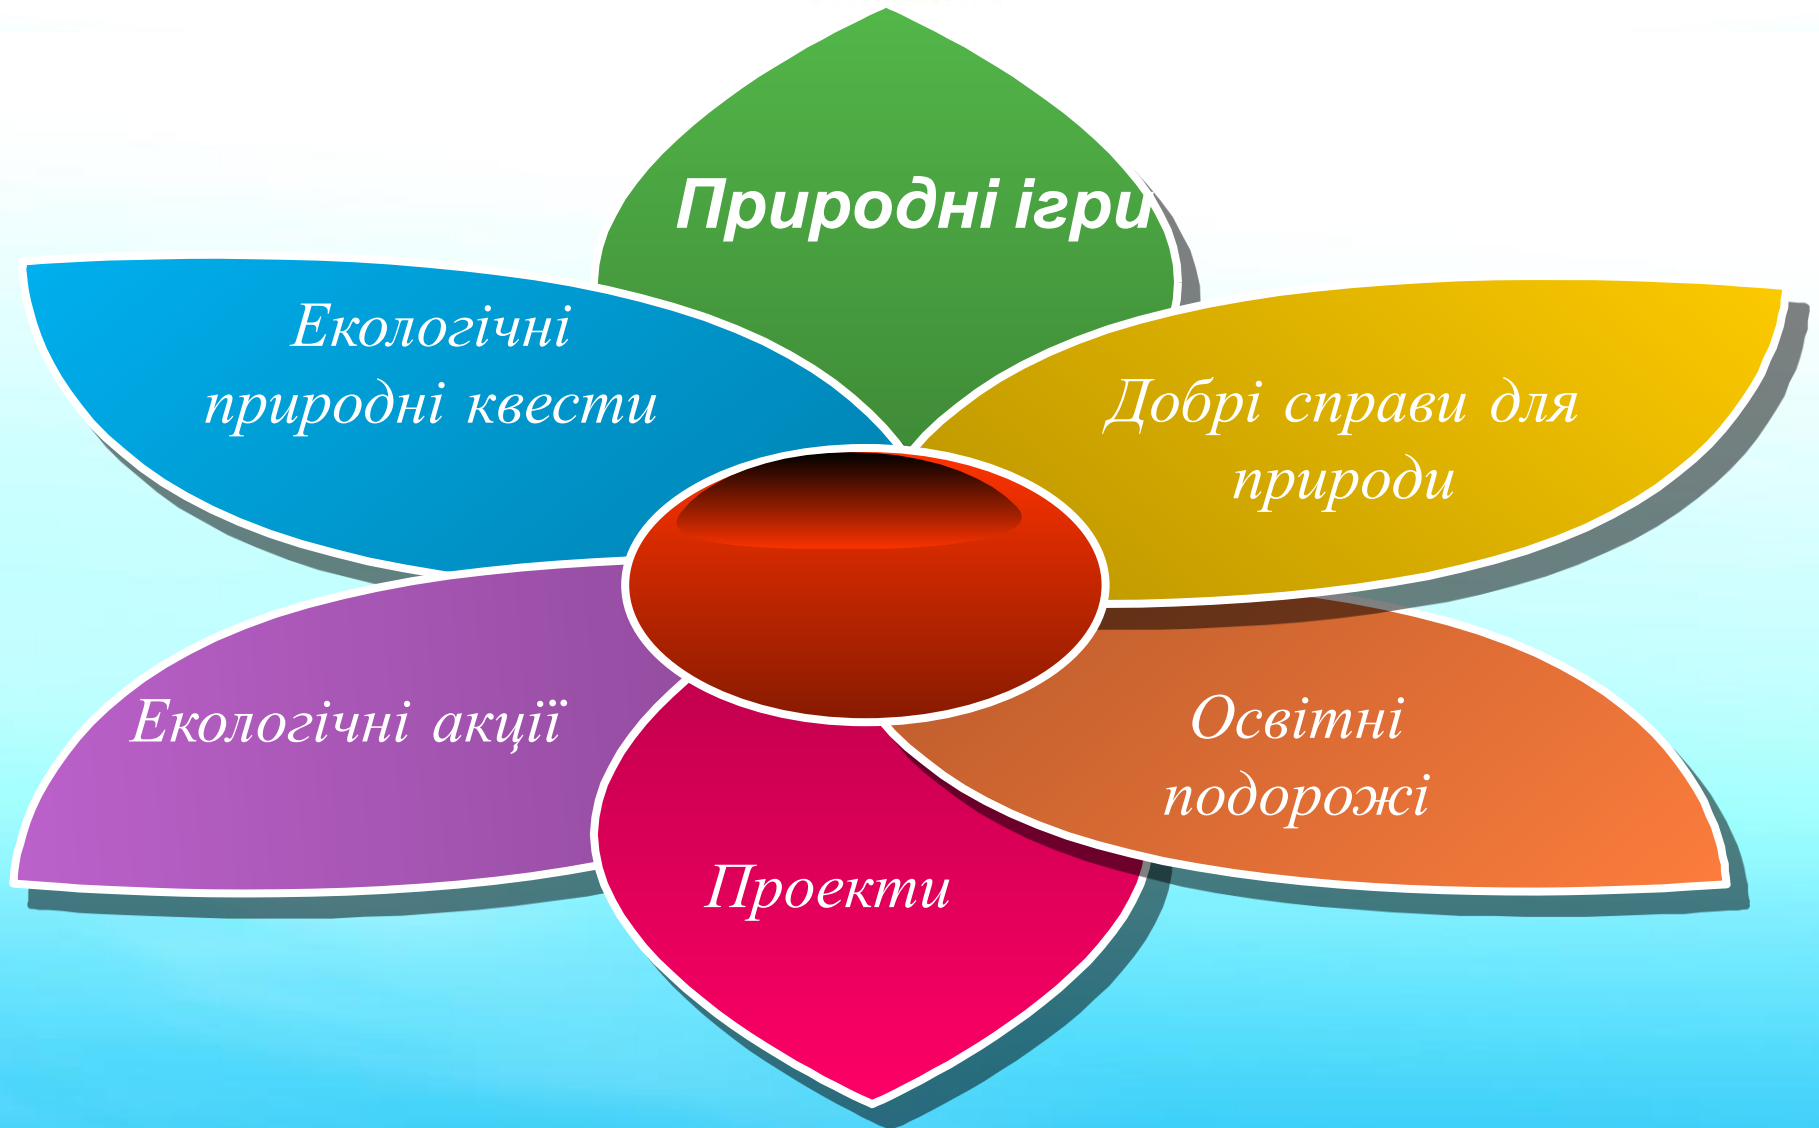 Природні ігри
Екологічні
природні квести
Добрі справи для
природи
Екологічні акції
Освітні
подорожі
Проекти